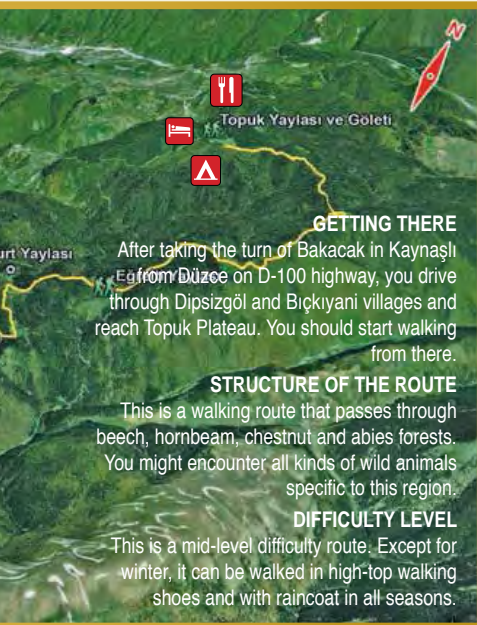 N
Topuk Yaylası ve Göleti
GETTING THERE
urt Yaylası
After taking the turn of Bakacak in Kaynaşlı
from Düzce on D-100 highway, you drive
through Dipsizgöl and Bıçkıyani villages and
reach Topuk Plateau. You should start walking
from there.
STRUCTURE OF THE ROUTE
This is a walking route that passes through
beech, hornbeam, chestnut and abies forests.
You might encounter all kinds of wild animals
specific to this region.
DIFFICULTY LEVEL
This is a mid-level difficulty route. Except for
winter, it can be walked in high-top walking
shoes and with raincoat in all seasons.